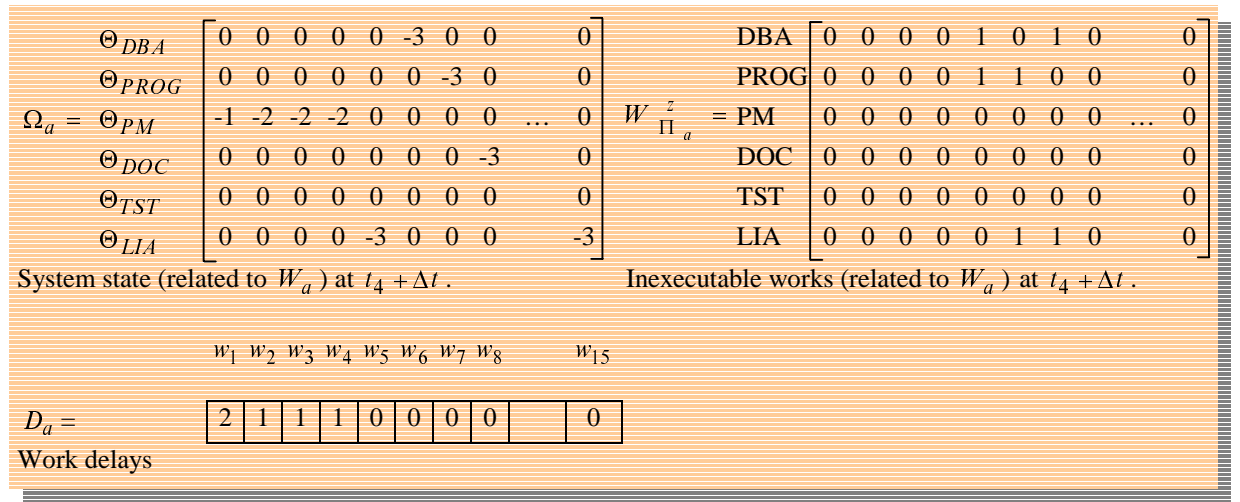 Θ_DBA 0 0 0 0 0 -3 0 0 0 DBA 0 0 0 0 1 0 1 0 0
Θ_PROG 0 0 0 0 0 0 -3 0 0 PROG 0 0 0 0 1 1 0 0 0
Ω_a = Θ_PM -1 -2 -2 -2 0 0 0 0 … 0 W^z_Π_a = PM 0 0 0 0 0 0 0 0 … 0
Θ_DOC 0 0 0 0 0 0 0 -3 0 DOC 0 0 0 0 0 0 0 0 0
Θ_TST 0 0 0 0 0 0 0 0 0 TST 0 0 0 0 0 0 0 0 0
Θ_LIA 0 0 0 0 -3 0 0 0 -3 LIA 0 0 0 0 0 1 1 0 0
System state (related to W_a) at t_4 + Δt. Inexecutable works (related to W_a) at t_4 + Δt.
w_1 w_2 w_3 w_4 w_5 w_6 w_7 w_8 w_15
D_a = 2 1 1 1 0 0 0 0 0
Work delays